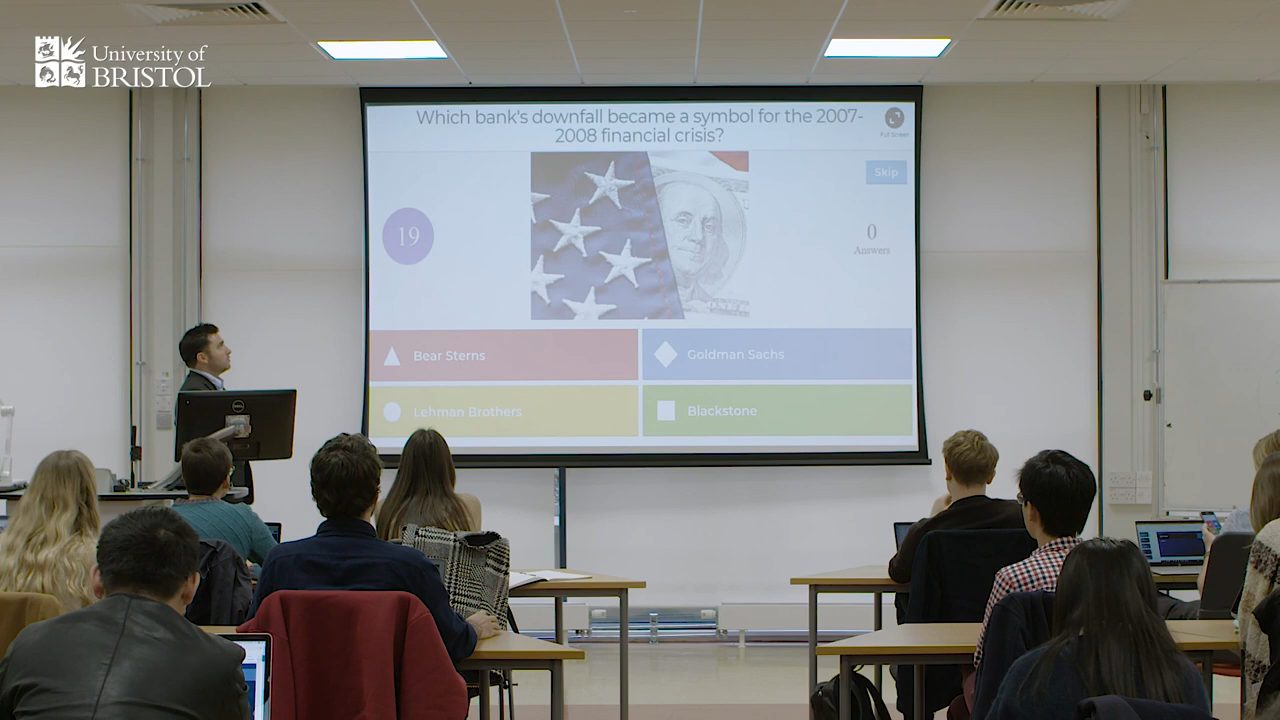 University of
BRISTOL
Which bank's downfall became a symbol for the 2007-
2008 financial crisis?
Full Screen
Skip
19
0
Answers
Bear Sterns
Goldman Sachs
Lehman Brothers
Blackstone
DELL